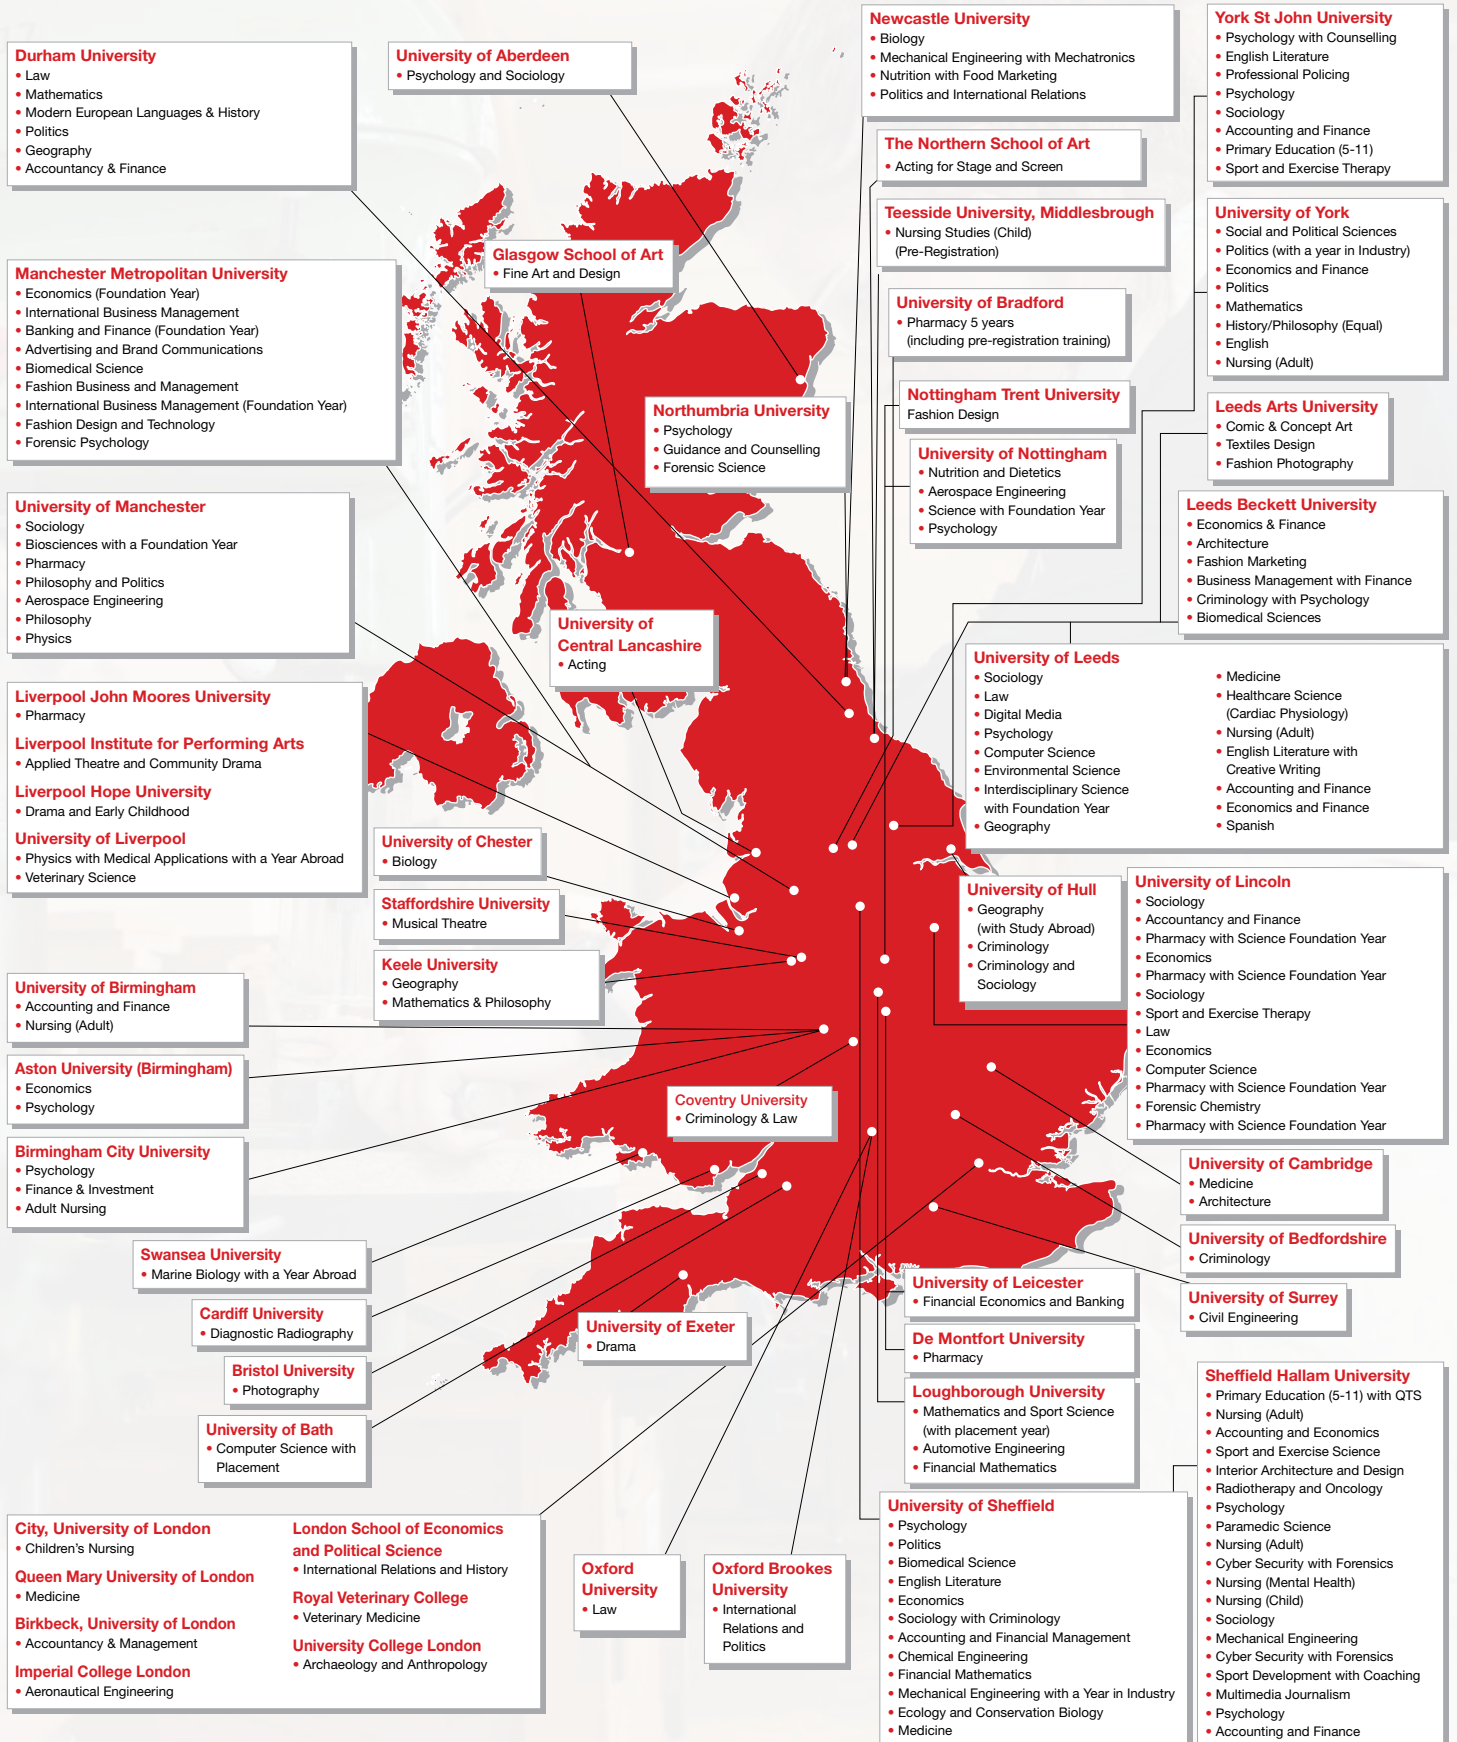 Durham University
• Law
• Mathematics
• Modern European Languages & History
• Politics
• Geography
• Accountancy & Finance
University of Aberdeen
• Psychology and Sociology
Newcastle University
• Biology
• Mechanical Engineering with Mechatronics
• Nutrition with Food Marketing
• Politics and International Relations
York St John University
• Psychology with Counselling
• English Literature
• Professional Policing
• Psychology
• Sociology
• Accounting and Finance
• Primary Education (5-11)
• Sport and Exercise Therapy
The Northern School of Art
• Acting for Stage and Screen
Teesside University, Middlesbrough
• Nursing Studies (Child)
(Pre-Registration)
University of York
• Social and Political Sciences
• Politics (with a year in Industry)
• Economics and Finance
• Politics
• Mathematics
• History/Philosophy (Equal)
• English
• Nursing (Adult)
Glasgow School of Art
• Fine Art and Design
Manchester Metropolitan University
• Economics (Foundation Year)
• International Business Management
• Banking and Finance (Foundation Year)
• Advertising and Brand Communications
• Biomedical Science
• Fashion Business and Management
• International Business Management (Foundation Year)
• Fashion Design and Technology
• Forensic Psychology
University of Bradford
• Pharmacy 5 years
(including pre-registration training)
Nottingham Trent University
Fashion Design
Northumbria University
• Psychology
• Guidance and Counselling
• Forensic Science
Leeds Arts University
• Comic & Concept Art
• Textiles Design
• Fashion Photography
University of Nottingham
• Nutrition and Dietetics
• Aerospace Engineering
• Science with Foundation Year
• Psychology
Leeds Beckett University
• Economics & Finance
• Architecture
• Fashion Marketing
• Business Management with Finance
• Criminology with Psychology
• Biomedical Sciences
University of Manchester
• Sociology
• Biosciences with a Foundation Year
• Pharmacy
• Philosophy and Politics
• Aerospace Engineering
• Philosophy
• Physics
University of
Central Lancashire
• Acting
University of Leeds
• Sociology
• Law
• Digital Media
• Psychology
• Computer Science
• Environmental Science
• Interdisciplinary Science
with Foundation Year
• Geography
• Medicine
• Healthcare Science
(Cardiac Physiology)
• Nursing (Adult)
• English Literature with
Creative Writing
• Accounting and Finance
• Economics and Finance
• Spanish
Liverpool John Moores University
• Pharmacy
Liverpool Institute for Performing Arts
• Applied Theatre and Community Drama
Liverpool Hope University
• Drama and Early Childhood
University of Liverpool
• Physics with Medical Applications with a Year Abroad
• Veterinary Science
University of Chester
• Biology
Staffordshire University
• Musical Theatre
Keele University
• Geography
• Mathematics & Philosophy
University of Hull
• Geography
(with Study Abroad)
• Criminology
• Criminology and
Sociology
University of Lincoln
• Sociology
• Accountancy and Finance
• Pharmacy with Science Foundation Year
• Economics
• Pharmacy with Science Foundation Year
• Sociology
• Sport and Exercise Therapy
• Law
• Economics
• Computer Science
• Pharmacy with Science Foundation Year
• Forensic Chemistry
• Pharmacy with Science Foundation Year
University of Birmingham
• Accounting and Finance
• Nursing (Adult)
Aston University (Birmingham)
• Economics
• Psychology
Birmingham City University
• Psychology
• Finance & Investment
• Adult Nursing
Coventry University
• Criminology & Law
University of Cambridge
• Medicine
• Architecture
University of Bedfordshire
• Criminology
University of Surrey
• Civil Engineering
Swansea University
• Marine Biology with a Year Abroad
Cardiff University
• Diagnostic Radiography
Bristol University
• Photography
University of Bath
• Computer Science with
Placement
University of Exeter
• Drama
University of Leicester
• Financial Economics and Banking
De Montfort University
• Pharmacy
Loughborough University
• Mathematics and Sport Science
(with placement year)
• Automotive Engineering
• Financial Mathematics
Sheffield Hallam University
• Primary Education (5-11) with QTS
• Nursing (Adult)
• Accounting and Economics
• Sport and Exercise Science
• Interior Architecture and Design
• Radiotherapy and Oncology
• Psychology
• Paramedic Science
• Nursing (Adult)
• Cyber Security with Forensics
• Nursing (Mental Health)
• Nursing (Child)
• Sociology
• Mechanical Engineering
• Cyber Security with Forensics
• Sport Development with Coaching
• Multimedia Journalism
• Psychology
• Accounting and Finance
University of Sheffield
• Psychology
• Politics
• Biomedical Science
• English Literature
• Economics
• Sociology with Criminology
• Accounting and Financial Management
• Chemical Engineering
• Financial Mathematics
• Mechanical Engineering with a Year in Industry
• Ecology and Conservation Biology
• Medicine
City, University of London
• Children's Nursing
Queen Mary University of London
• Medicine
Birkbeck, University of London
• Accountancy & Management
Imperial College London
• Aeronautical Engineering
London School of Economics
and Political Science
• International Relations and History
Royal Veterinary College
• Veterinary Medicine
University College London
• Archaeology and Anthropology
Oxford
University
• Law
Oxford Brookes
University
• International
Relations and
Politics